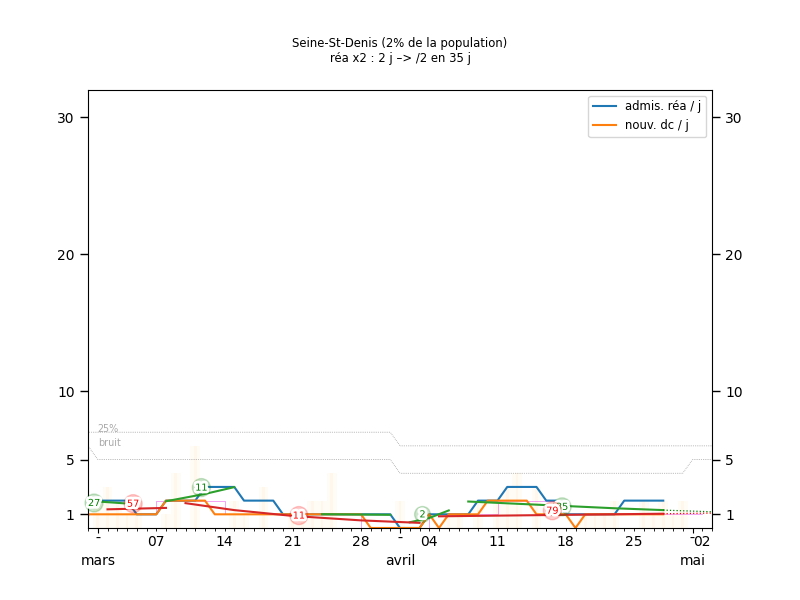 Seine-St-Denis (2% de la population)
réa x2 : 2 j –> /2 en 35 j
admis. réa / j
nouv. dc / j
30 30
20 20
10 10
25%
bruit
5 5
27 57 11 11 2 79 35
1 1
- 07 14 21 28 - 04 11 18 25 - 02
mars avril mai